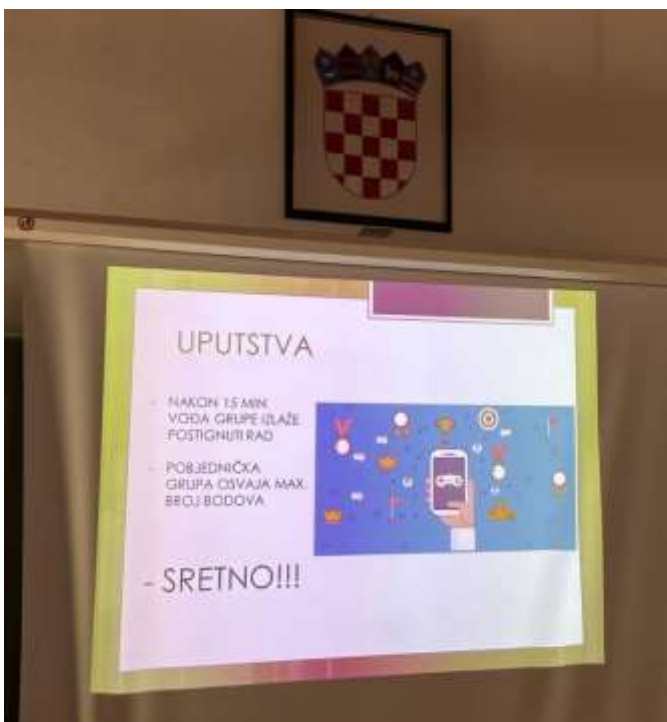 UPUTSTVA
- NAKON 15 MIN
VOĐA GRUPE IZLAŽE
POSTIGNUTI RAD
- POBJEDNIČKA
GRUPA OSVAJA MAX.
BROJ BODOVA
- SRETNO!!!